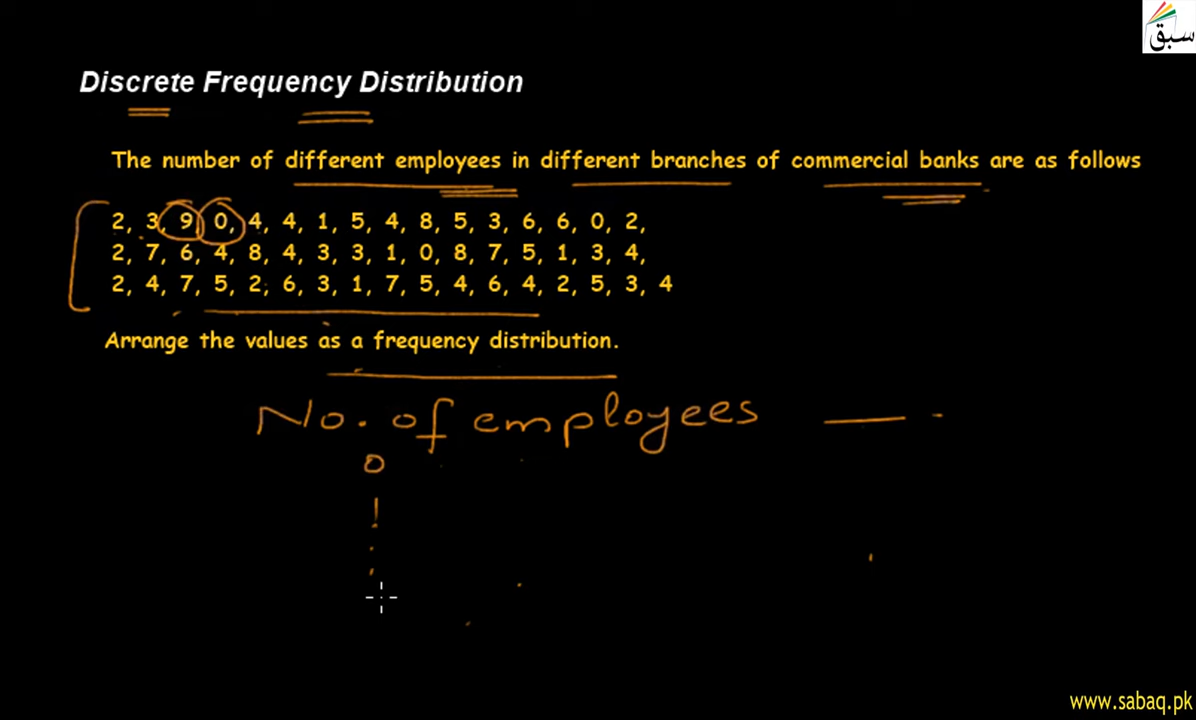 سبق
Discrete Frequency Distribution
The number of different employees in different branches of commercial banks are as follows
2, 3, 9, 0, 4, 4, 1, 5, 4, 8, 5, 3, 6, 6, 0, 2,
2, 7, 6, 4, 8, 4, 3, 3, 1, 0, 8, 7, 5, 1, 3, 4,
2, 4, 7, 5, 2, 6, 3, 1, 7, 5, 4, 6, 4, 2, 5, 3, 4
Arrange the values as a frequency distribution.
No. of employees
0
1
www.sabaq.pk